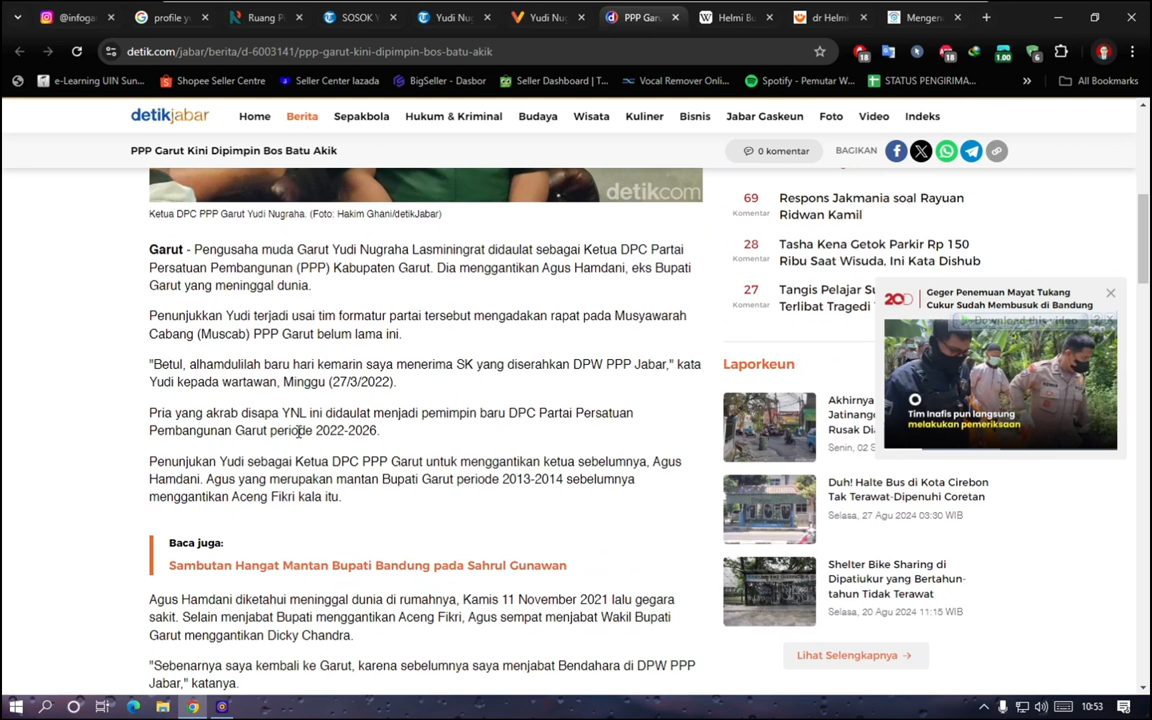 infogar
profile y
Ruang Pi
SOSOK Y
Yudi Nu
Yudi Nu
PPP Gar
Helmi Bu
dr Helmi
Mengen
detik.com/jabar/berita/d-6003141/ppp-garut-kini-dipimpin-bos-batu-akik
18
18
1.00
6
e-Learning UIN Sun...
Shopee Seller Centre
Seller Center lazada
BigSeller - Dasbor
Seller Dashboard | T...
Vocal Remover Onli...
Spotify - Pemutar W...
STATUS PENGIRIMA...
»
All Bookmarks
detikjabar
Home
Berita
Sepakbola
Hukum & Kriminal
Budaya
Wisata
Kuliner
Bisnis
Jabar Gaskeun
Foto
Video
Indeks
PPP Garut Kini Dipimpin Bos Batu Akik
0 komentar
BAGIKAN
detikcom
Ketua DPC PPP Garut Yudi Nugraha. (Foto: Hakim Ghani/detikJabar)
Garut - Pengusaha muda Garut Yudi Nugraha Lasminingrat didaulat sebagai Ketua DPC Partai
Persatuan Pembangunan (PPP) Kabupaten Garut. Dia menggantikan Agus Hamdani, eks Bupati
Garut yang meninggal dunia.
Penunjukkan Yudi terjadi usai tim formatur partai tersebut mengadakan rapat pada Musyawarah
Cabang (Muscab) PPP Garut belum lama ini.
"Betul, alhamdulilah baru hari kemarin saya menerima SK yang diserahkan DPW PPP Jabar," kata
Yudi kepada wartawan, Minggu (27/3/2022).
Pria yang akrab disapa YNL ini didaulat menjadi pemimpin baru DPC Partai Persatuan
Pembangunan Garut periode 2022-2026.
Penunjukan Yudi sebagai Ketua DPC PPP Garut untuk menggantikan ketua sebelumnya, Agus
Hamdani. Agus yang merupakan mantan Bupati Garut periode 2013-2014 sebelumnya
menggantikan Aceng Fikri kala itu.
Baca juga:
Sambutan Hangat Mantan Bupati Bandung pada Sahrul Gunawan
Agus Hamdani diketahui meninggal dunia di rumahnya, Kamis 11 November 2021 lalu gegara
sakit. Selain menjabat Bupati menggantikan Aceng Fikri, Agus sempat menjabat Wakil Bupati
Garut menggantikan Dicky Chandra.
"Sebenarnya saya kembali ke Garut, karena sebelumnya saya menjabat Bendahara di DPW PPP
Jabar," katanya.
69
Komentar
Respons Jakmania soal Rayuan
Ridwan Kamil
28
Komentar
Tasha Kena Getok Parkir Rp 150
Ribu Saat Wisuda, Ini Kata Dishub
27
Komentar
Tangis Pelajar Su
Terlibat Tragedi
20D
Geger Penemuan Mayat Tukang
Cukur Sudah Membusuk di Bandung
Download this video
?
X
Tim Inafis pun langsung
melakukan pemeriksaan
Laporkeun
Akhirnya
Jatinang
Rusak Di
Senin, 02 S
Duh! Halte Bus di Kota Cirebon
Tak Terawat-Dipenuhi Coretan
Selasa, 27 Agu 2024 03:30 WIB
Shelter Bike Sharing di
Dipatiukur yang Bertahun-
tahun Tidak Terawat
Selasa, 20 Agu 2024 11:15 WIB
Lihat Selengkapnya →
10:53